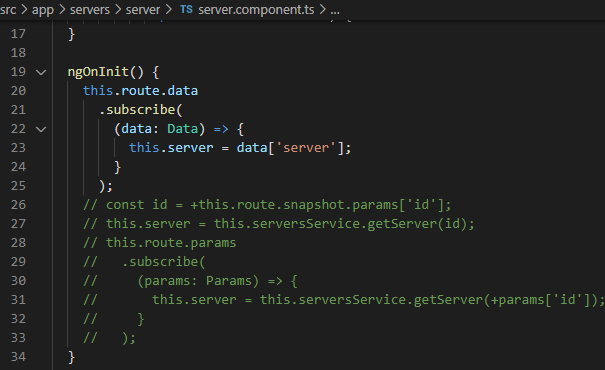 src > app > servers > server > TS server.component.ts > ...
17 }
18
19 ngOnInit() {
20 this.route.data
21 .subscribe(
22 (data: Data) => {
23 this.server = data['server'];
24 }
25 );
26 // const id = +this.route.snapshot.params['id'];
27 // this.server = this.serversService.getServer(id);
28 // this.route.params
29 // .subscribe(
30 // (params: Params) => {
31 // this.server = this.serversService.getServer(+params['id']);
32 // }
33 // );
34 }